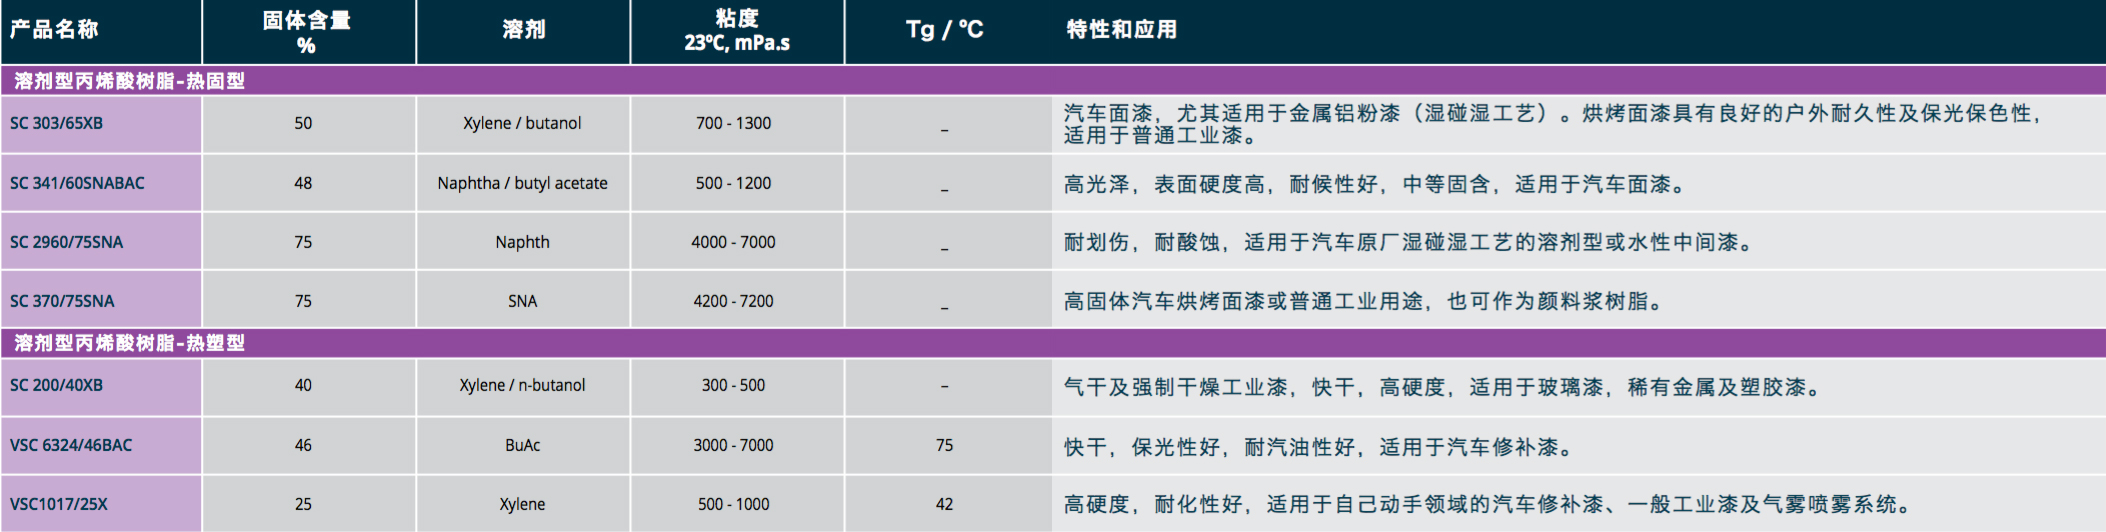 产品名称 固体含量 % 溶剂 粘度 23℃, mPa.s Tg / ℃ 特性和应用
溶剂型丙烯酸树脂-热固型
SC 303/65XB 50 Xylene / butanol 700 - 1300 – 汽车面漆，尤其适用于金属铝粉漆（湿碰湿工艺）。烘烤面漆具有良好的户外耐久性及保光保色性，
适用于普通工业漆。
SC 341/60SNABAC 48 Naphtha / butyl acetate 500 - 1200 – 高光泽，表面硬度高，耐候性好，中等固含，适用于汽车面漆。
SC 2960/75SNA 75 Naphth 4000 - 7000 – 耐划伤，耐酸蚀，适用于汽车原厂湿碰湿工艺的溶剂型或水性中间漆。
SC 370/75SNA 75 SNA 4200 - 7200 – 高固体汽车烘烤面漆或普通工业用途，也可作为颜料浆树脂。
溶剂型丙烯酸树脂-热塑型
SC 200/40XB 40 Xylene / n-butanol 300 - 500 – 气干及强制干燥工业漆，快干，高硬度，适用于玻璃漆，稀有金属及塑胶漆。
VSC 6324/46BAC 46 BuAc 3000 - 7000 75 快干，保光性好，耐汽油性好，适用于汽车修补漆。
VSC1017/25X 25 Xylene 500 - 1000 42 高硬度，耐化性好，适用于自己动手领域的汽车修补漆、一般工业漆及气雾喷雾系统。